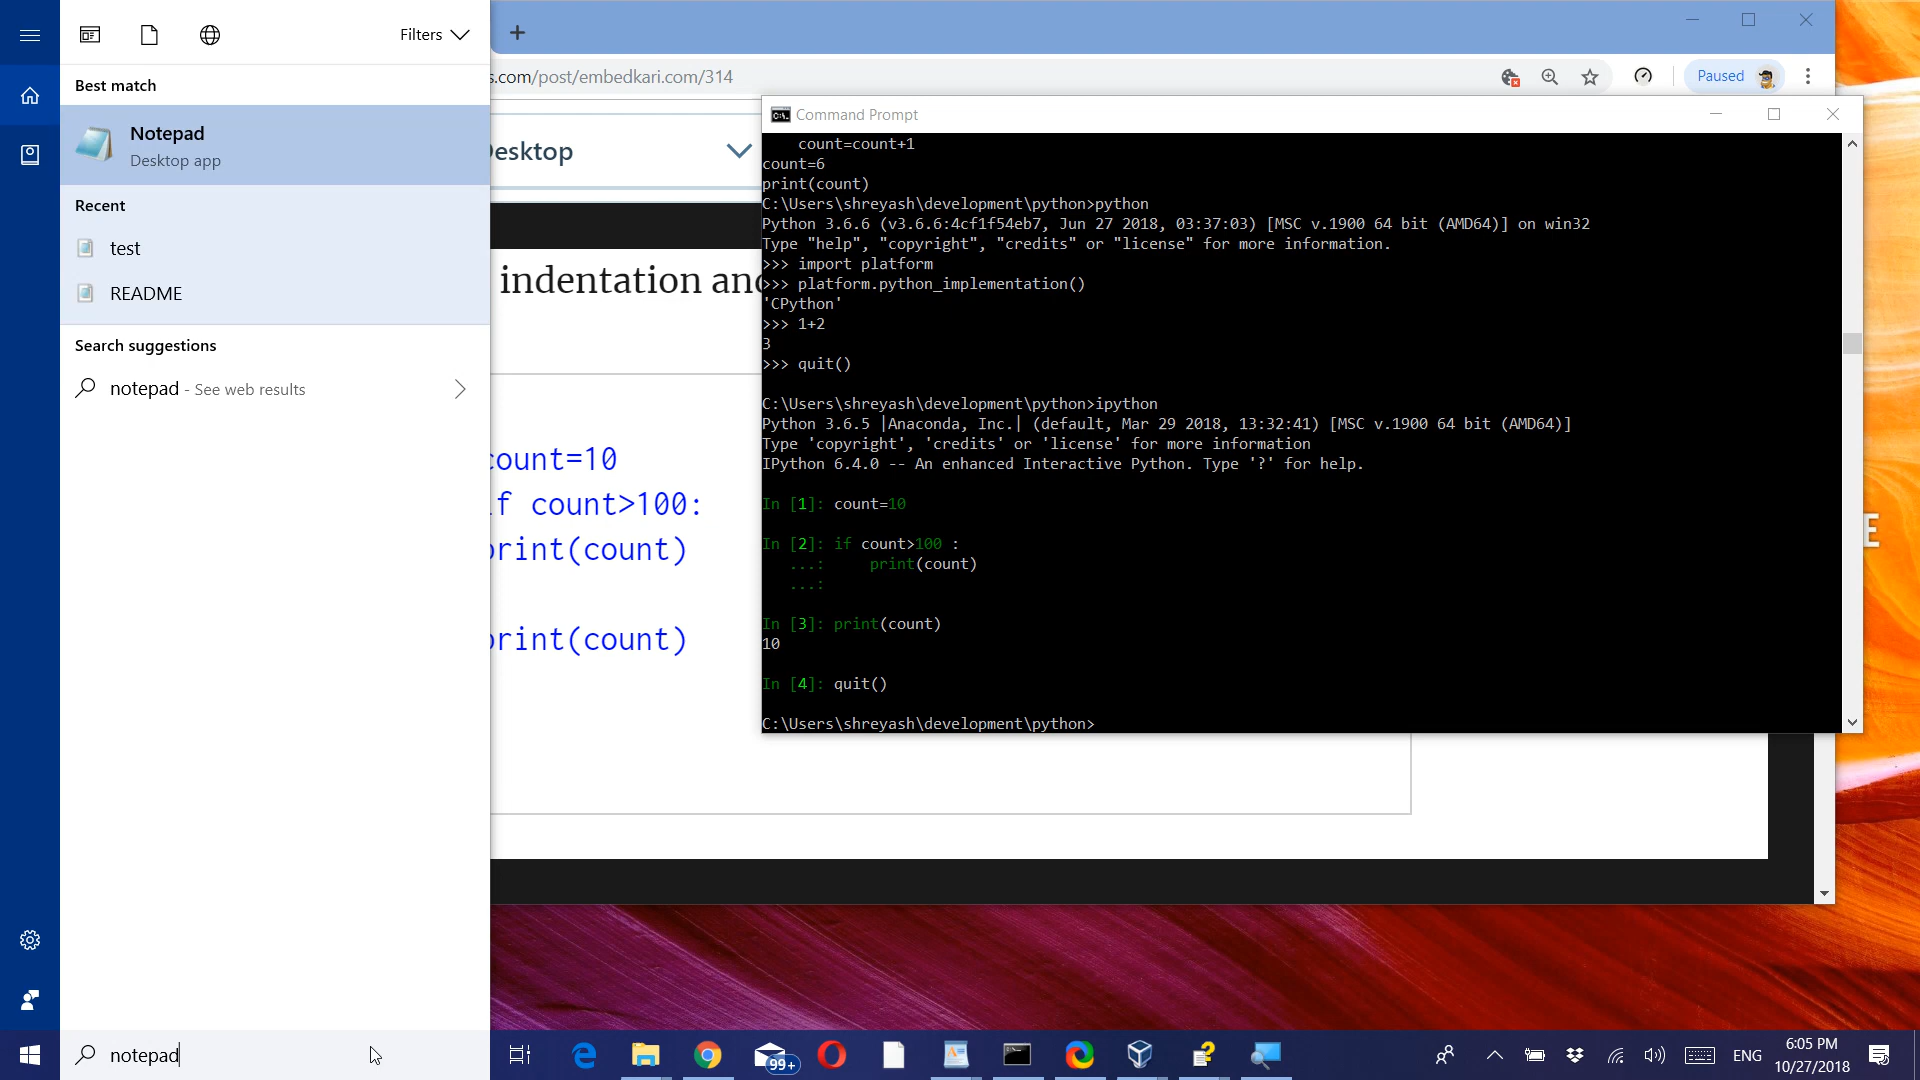 Filters
Best match
Notepad
Desktop app
Recent
test
README
Search suggestions
notepad - See web results
notepad
s.com/post/embedkari.com/314
Paused
Desktop
indentation and
count=10
if count>100:
print(count)
print(count)
Command Prompt
    count=count+1
count=6
print(count)
C:\Users\shreyash\development\python>python
Python 3.6.6 (v3.6.6:4cf1f54eb7, Jun 27 2018, 03:37:03) [MSC v.1900 64 bit (AMD64)] on win32
Type "help", "copyright", "credits" or "license" for more information.
>>> import platform
>>> platform.python_implementation()
'CPython'
>>> 1+2
3
>>> quit()
C:\Users\shreyash\development\python>ipython
Python 3.6.5 |Anaconda, Inc.| (default, Mar 29 2018, 13:32:41) [MSC v.1900 64 bit (AMD64)]
Type 'copyright', 'credits' or 'license' for more information
IPython 6.4.0 -- An enhanced Interactive Python. Type '?' for help.
In [1]: count=10
In [2]: if count>100 :
   ...:     print(count)
   ...:
In [3]: print(count)
10
In [4]: quit()
C:\Users\shreyash\development\python>
E
99+
ENG
6:05 PM
10/27/2018